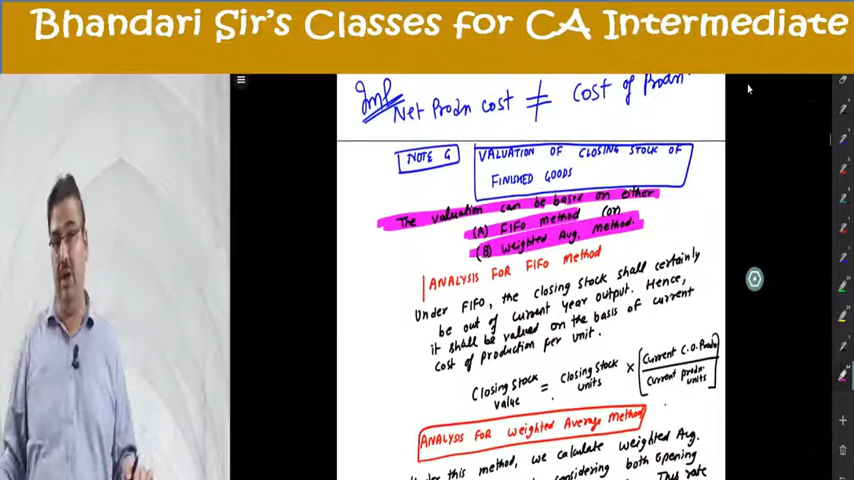 Bhandari Sir's Classes for CA Intermediate
Imp
Net Prodn cost ≠ Cost of Prodn
NOTE G
VALUATION OF CLOSING STOCK OF
FINISHED GOODS
The valuation can be based on either
(A) FIFO method (or)
(B) Weighted Avg. Method.
ANALYSIS FOR FIFO Method
Under FIFO, the closing stock shall certainly
be out of current year output. Hence,
it shall be valued on the basis of current
cost of production per unit.
Closing Stock value = Closing Stock units × [Current C.O. Prodn / Current prodn. units]
ANALYSIS FOR Weighted Average Method
this method, we calculate weighted Avg.
considering both opening
This rate